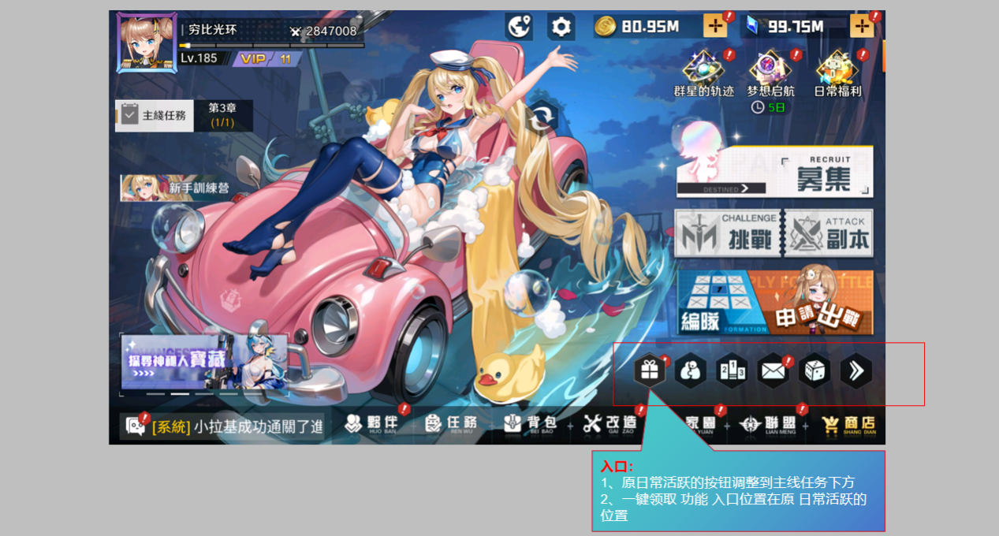 穷比光环
2847008
Lv.185
VIP 11
80.95M
99.75M
群星的轨迹
梦想启航
日常福利
5日
主綫任務
第3章
(1/1)
新手訓練營
RECRUIT
募集
DESTINED
CHALLENGE
挑戰
ATTACK
副本
編隊
FORMATION
申請出戰
探尋神秘人寶藏
[系統] 小拉基成功通關了進
夥伴
HUO BAN
任務
REN WU
背包
BEI BAO
改造
GAI ZAO
家園
YUAN
聯盟
LIAN MENG
商店
SHANG DIAN
入口：
1、原日常活跃的按钮调整到主线任务下方
2、一键领取 功能 入口位置在原 日常活跃的
位置